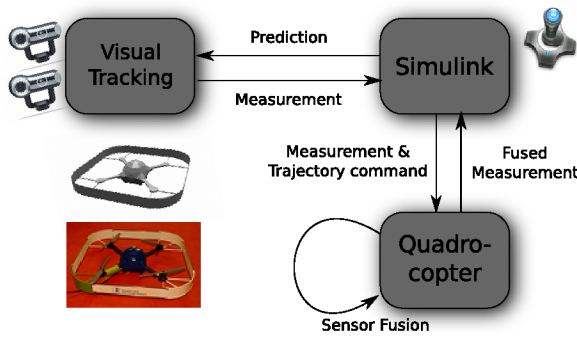 Visual
Tracking
Prediction
Measurement
Simulink
Measurement &
Trajectory command
Fused
Measurement
Quadro-
copter
Sensor Fusion